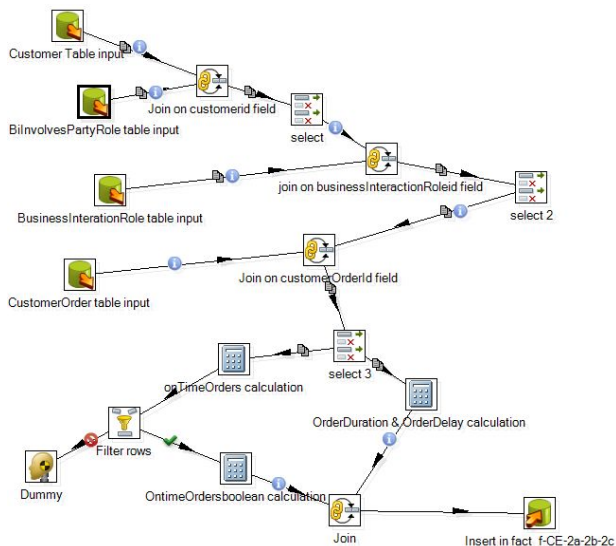 Customer Table input
Join on customerid field
BiInvolvesPartyRole table input
select
join on businessInteractionRoleid field
BusinessInterationRole table input
select 2
Join on customerOrderId field
CustomerOrder table input
select 3
onTimeOrders calculation
OrderDuration & OrderDelay calculation
Filter rows
Dummy
OntimeOrdersboolean calculation
Join
Insert in fact f-CE-2a-2b-2c